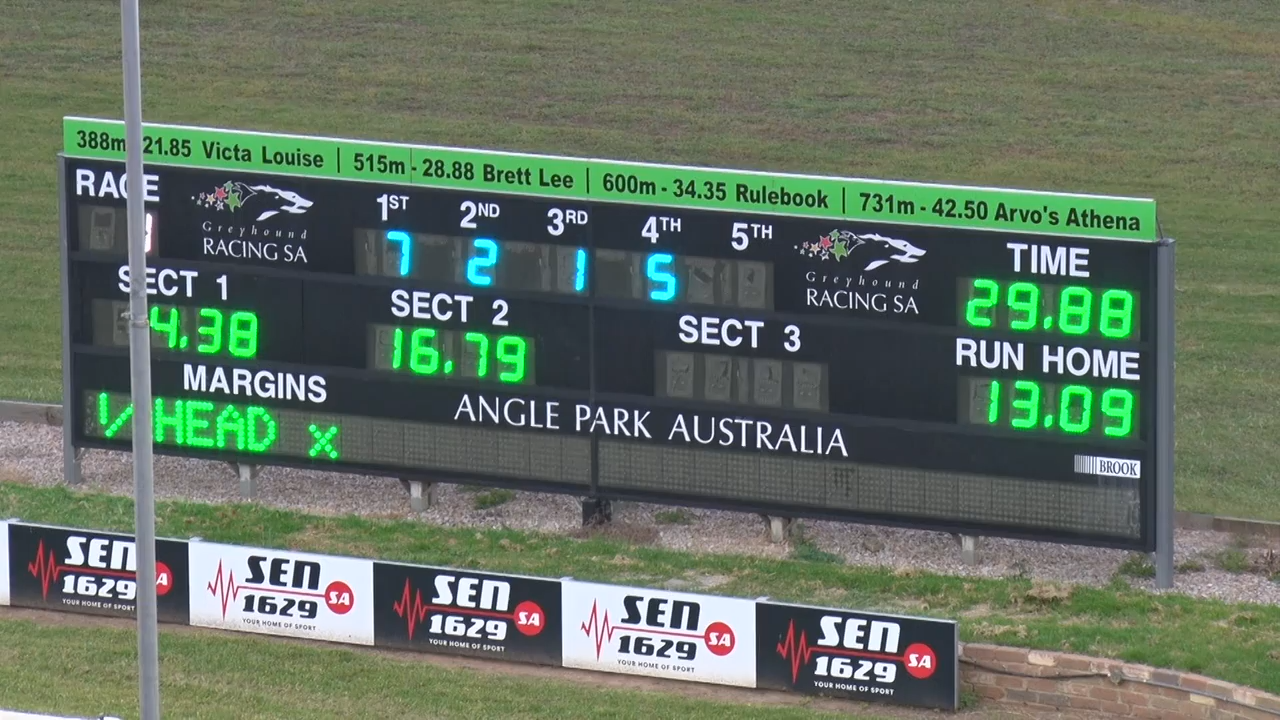 388m 21.85 Victa Louise | 515m - 28.88 Brett Lee | 600m - 34.35 Rulebook | 731m - 42.50 Arvo's Athena
RACE
Greyhound
RACING SA
1ST 2ND 3RD 4TH 5TH
7 2 1 5
Greyhound
RACING SA
TIME
29.88
SECT 1
4.38
SECT 2
16.79
SECT 3
RUN HOME
13.09
MARGINS
HEAD x
ANGLE PARK AUSTRALIA
BROOK
SEN
1629
YOUR HOME OF SPORT
SEN
1629 SA
YOUR HOME OF SPORT
SEN
1629 SA
YOUR HOME OF SPORT
SEN
1629 SA
YOUR HOME OF SPORT
SEN
1629 SA
YOUR HOME OF SPORT